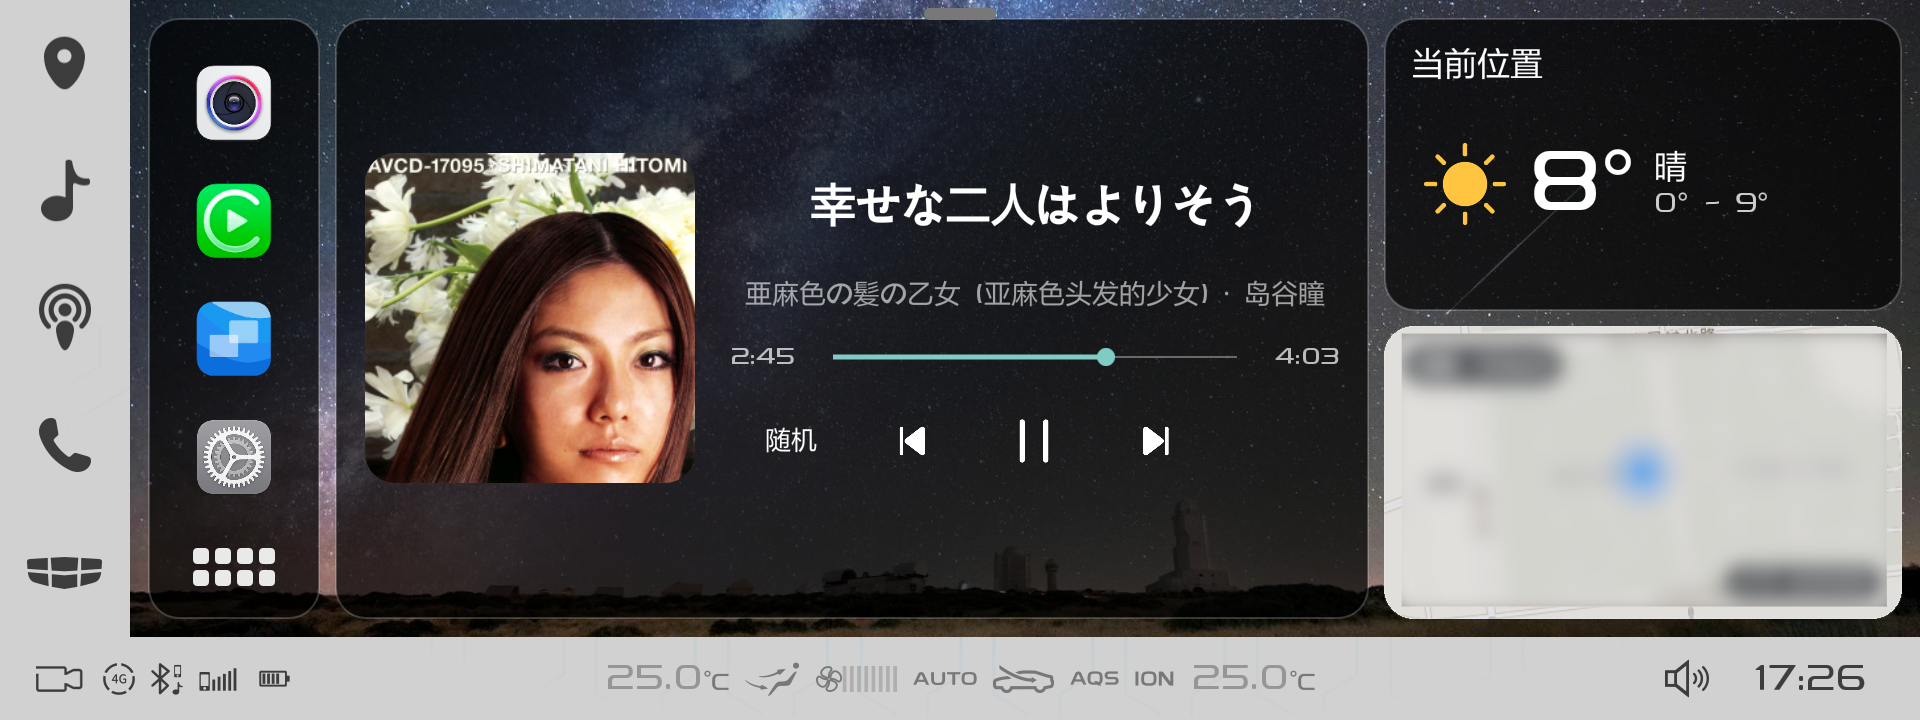 AVCD-17095 SHIMATANI HITOMI
幸せな二人はよりそう
亜麻色の髪の乙女 (亚麻色头发的少女) · 岛谷瞳
2:45
4:03
随机
当前位置
8°
晴
0° - 9°
4G
25.0°C
AUTO
AQS
ION
25.0°C
17:26